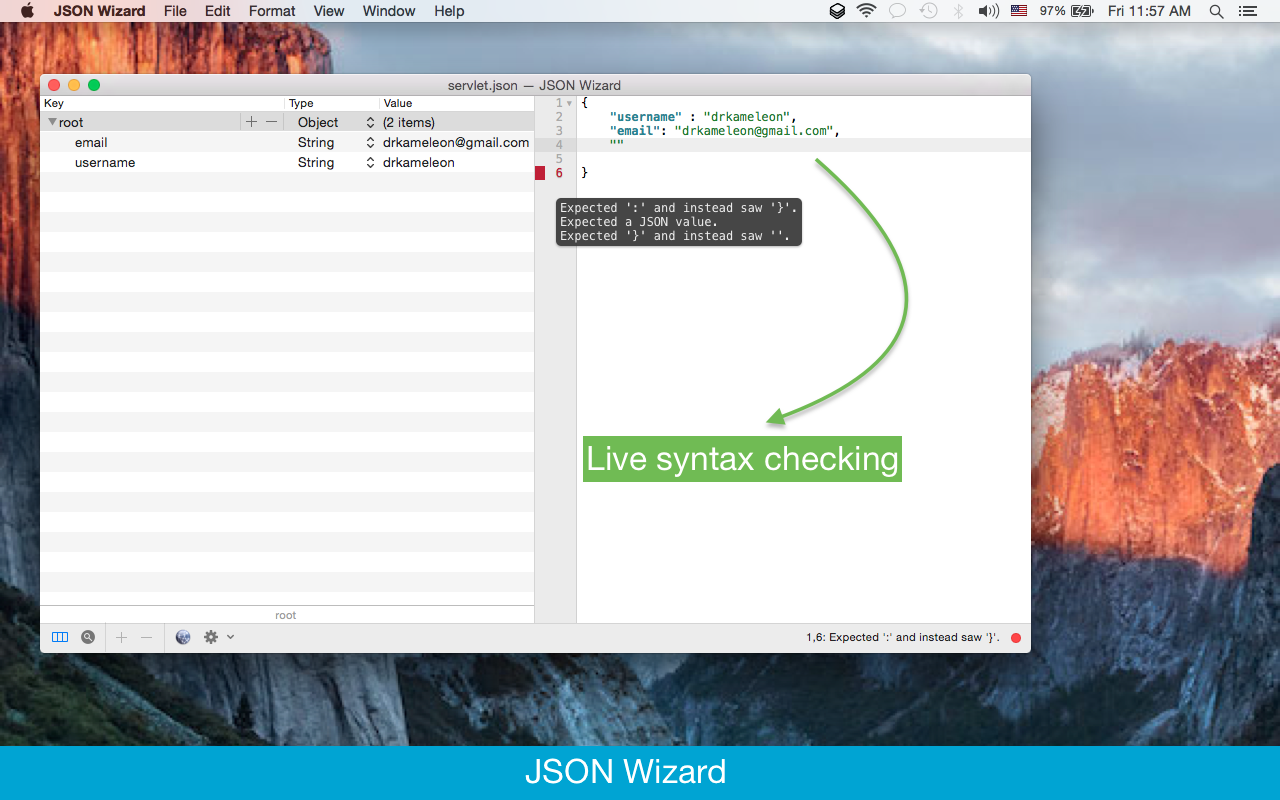 JSON Wizard File Edit Format View Window Help 97% Fri 11:57 AM
servlet.json — JSON Wizard
Key Type Value
root + − Object (2 items)
email String drkameleon@gmail.com
username String drkameleon
1 {
2 "username" : "drkameleon",
3 "email": "drkameleon@gmail.com",
4 ""
5
6 }
Expected ':' and instead saw '}'.
Expected a JSON value.
Expected '}' and instead saw ''.
Live syntax checking
root
1,6: Expected ':' and instead saw '}'.
JSON Wizard